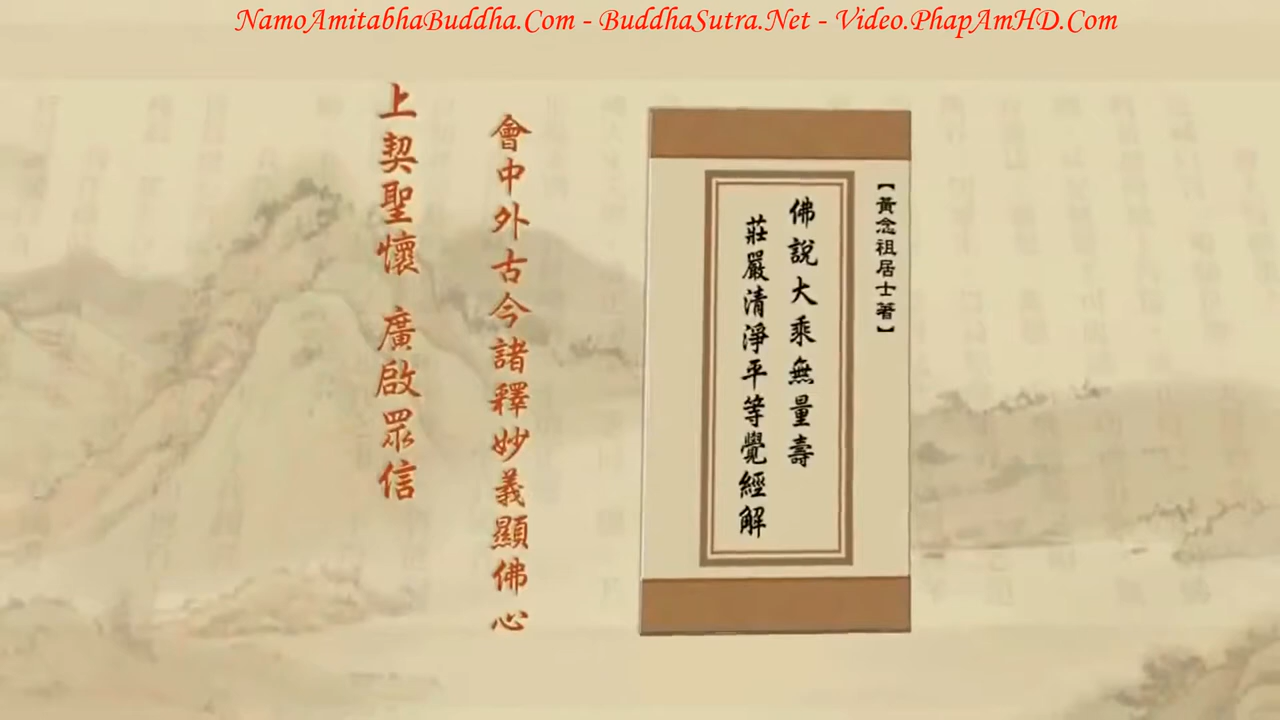 NamoAmitabhaBuddha.Com - BuddhaSutra.Net - Video.PhapAmHD.Com
【黃念祖居士著】
佛說大乘無量壽
莊嚴清淨平等覺經解
會中外古今諸釋妙義顯佛心
上契聖懷 廣啟眾信